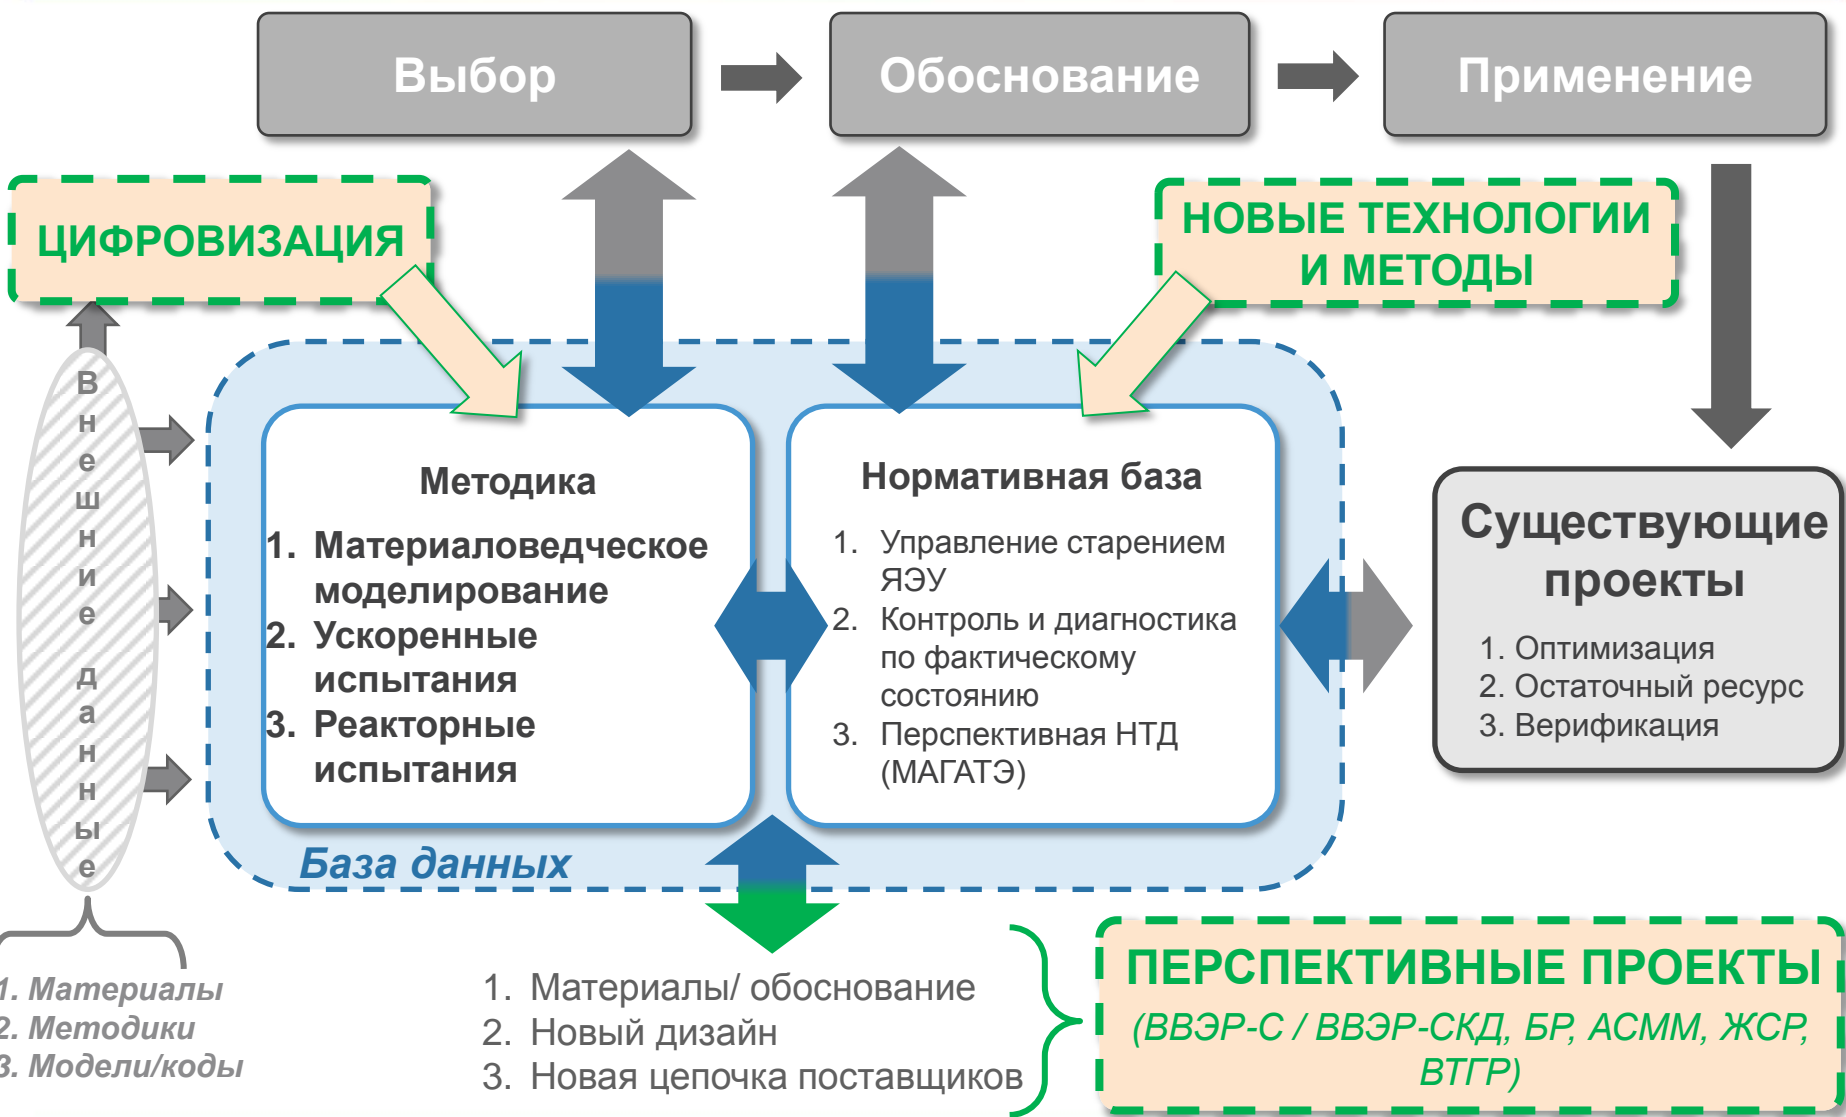 Выбор
Обоснование
Применение
ЦИФРОВИЗАЦИЯ
НОВЫЕ ТЕХНОЛОГИИ
И МЕТОДЫ
Внешние данные
Методика
1. Материаловедческое
моделирование
2. Ускоренные
испытания
3. Реакторные
испытания
Нормативная база
1. Управление старением
ЯЭУ
2. Контроль и диагностика
по фактическому
состоянию
3. Перспективная НТД
(МАГАТЭ)
База данных
Существующие
проекты
1. Оптимизация
2. Остаточный ресурс
3. Верификация
1. Материалы
2. Методики
3. Модели/коды
1. Материалы/ обоснование
2. Новый дизайн
3. Новая цепочка поставщиков
ПЕРСПЕКТИВНЫЕ ПРОЕКТЫ
(ВВЭР-С / ВВЭР-СКД, БР, АСММ, ЖСР,
ВТГР)